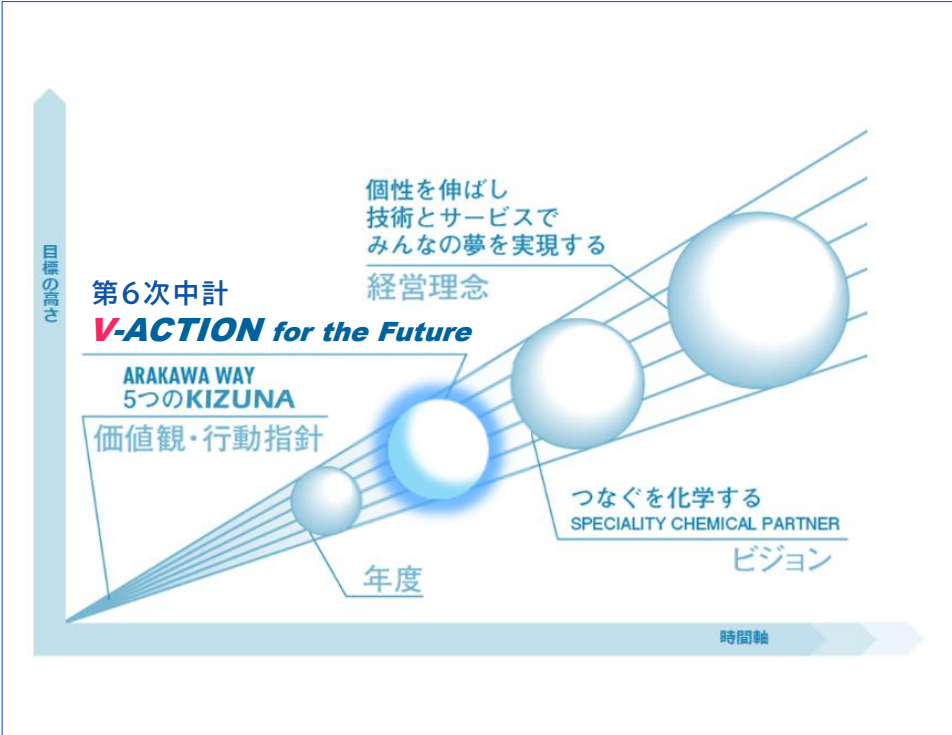 目標の高さ
個性を伸ばし
技術とサービスで
みんなの夢を実現する
経営理念
第6次中計
V-ACTION for the Future
ARAKAWA WAY
5つのKIZUNA
価値観・行動指針
つなぐを化学する
SPECIALITY CHEMICAL PARTNER
ビジョン
年度
時間軸